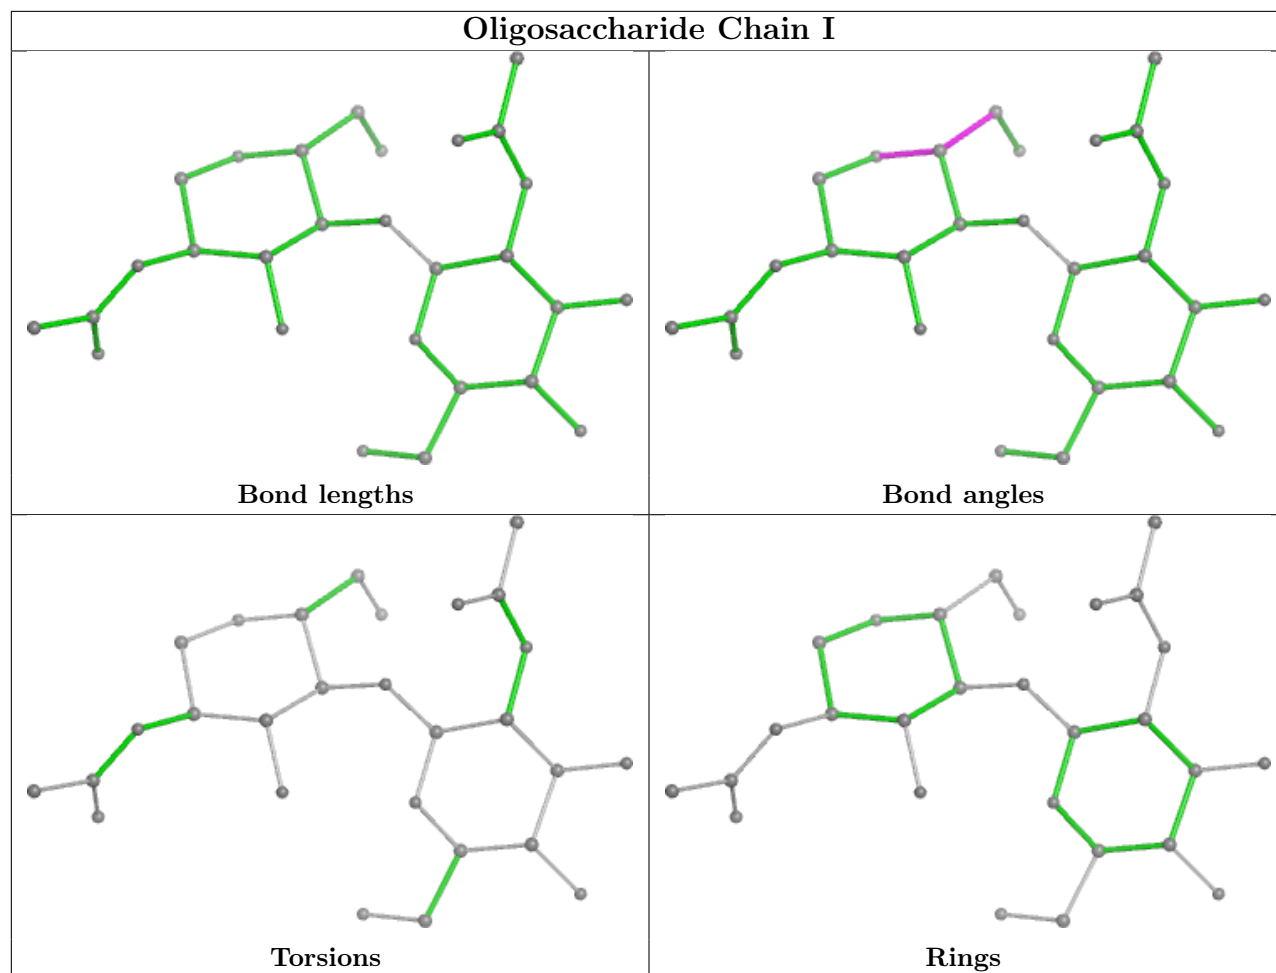 Oligosaccharide Chain I
Bond lengths
Bond angles
Torsions
Rings